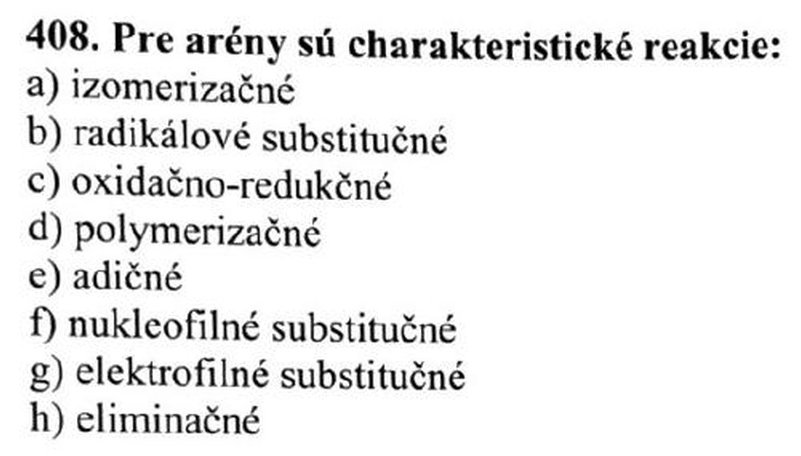 408. Pre arény sú charakteristické reakcie:
a) izomerizačné
b) radikálové substitučné
c) oxidačno-redukčné
d) polymerizačné
e) adičné
f) nukleofilné substitučné
g) elektrofilné substitučné
h) eliminačné